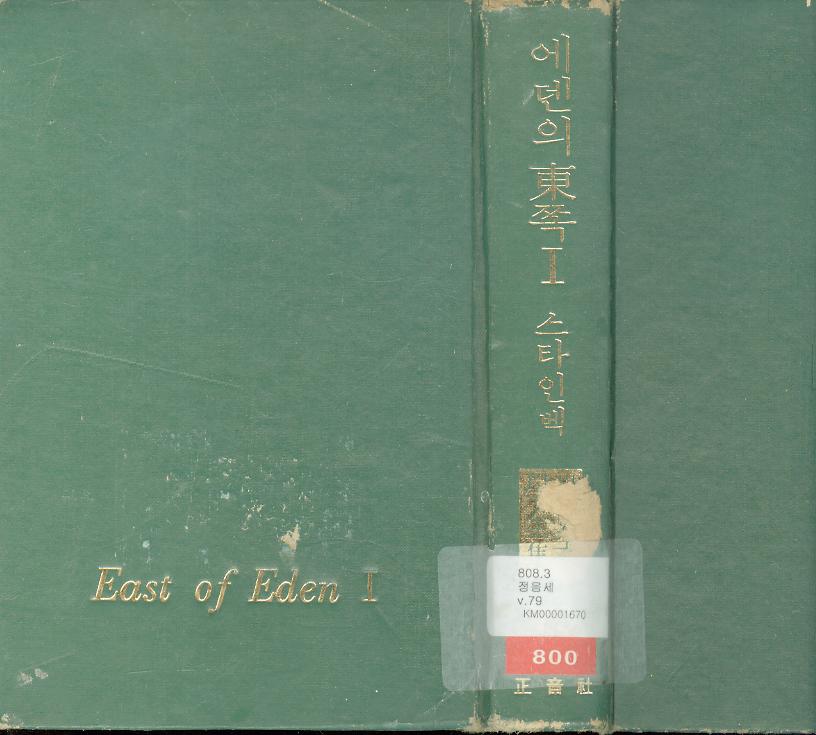 East of Eden I
에덴의 東쪽 I
스타인벡
808.3
정음세
v.79
KM00001670
800
正音社